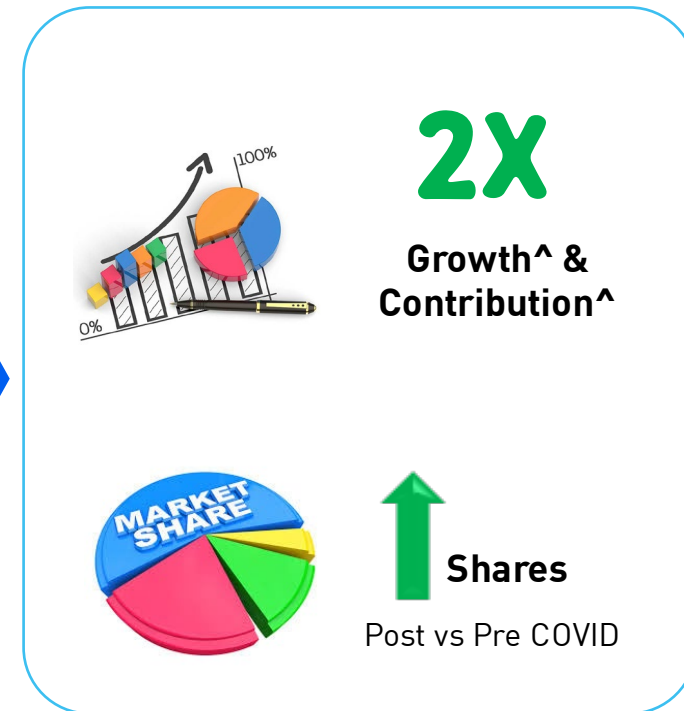 2X
100%
Growth^ &
Contribution^
0%
MARKET
SHARE
Shares
Post vs Pre COVID